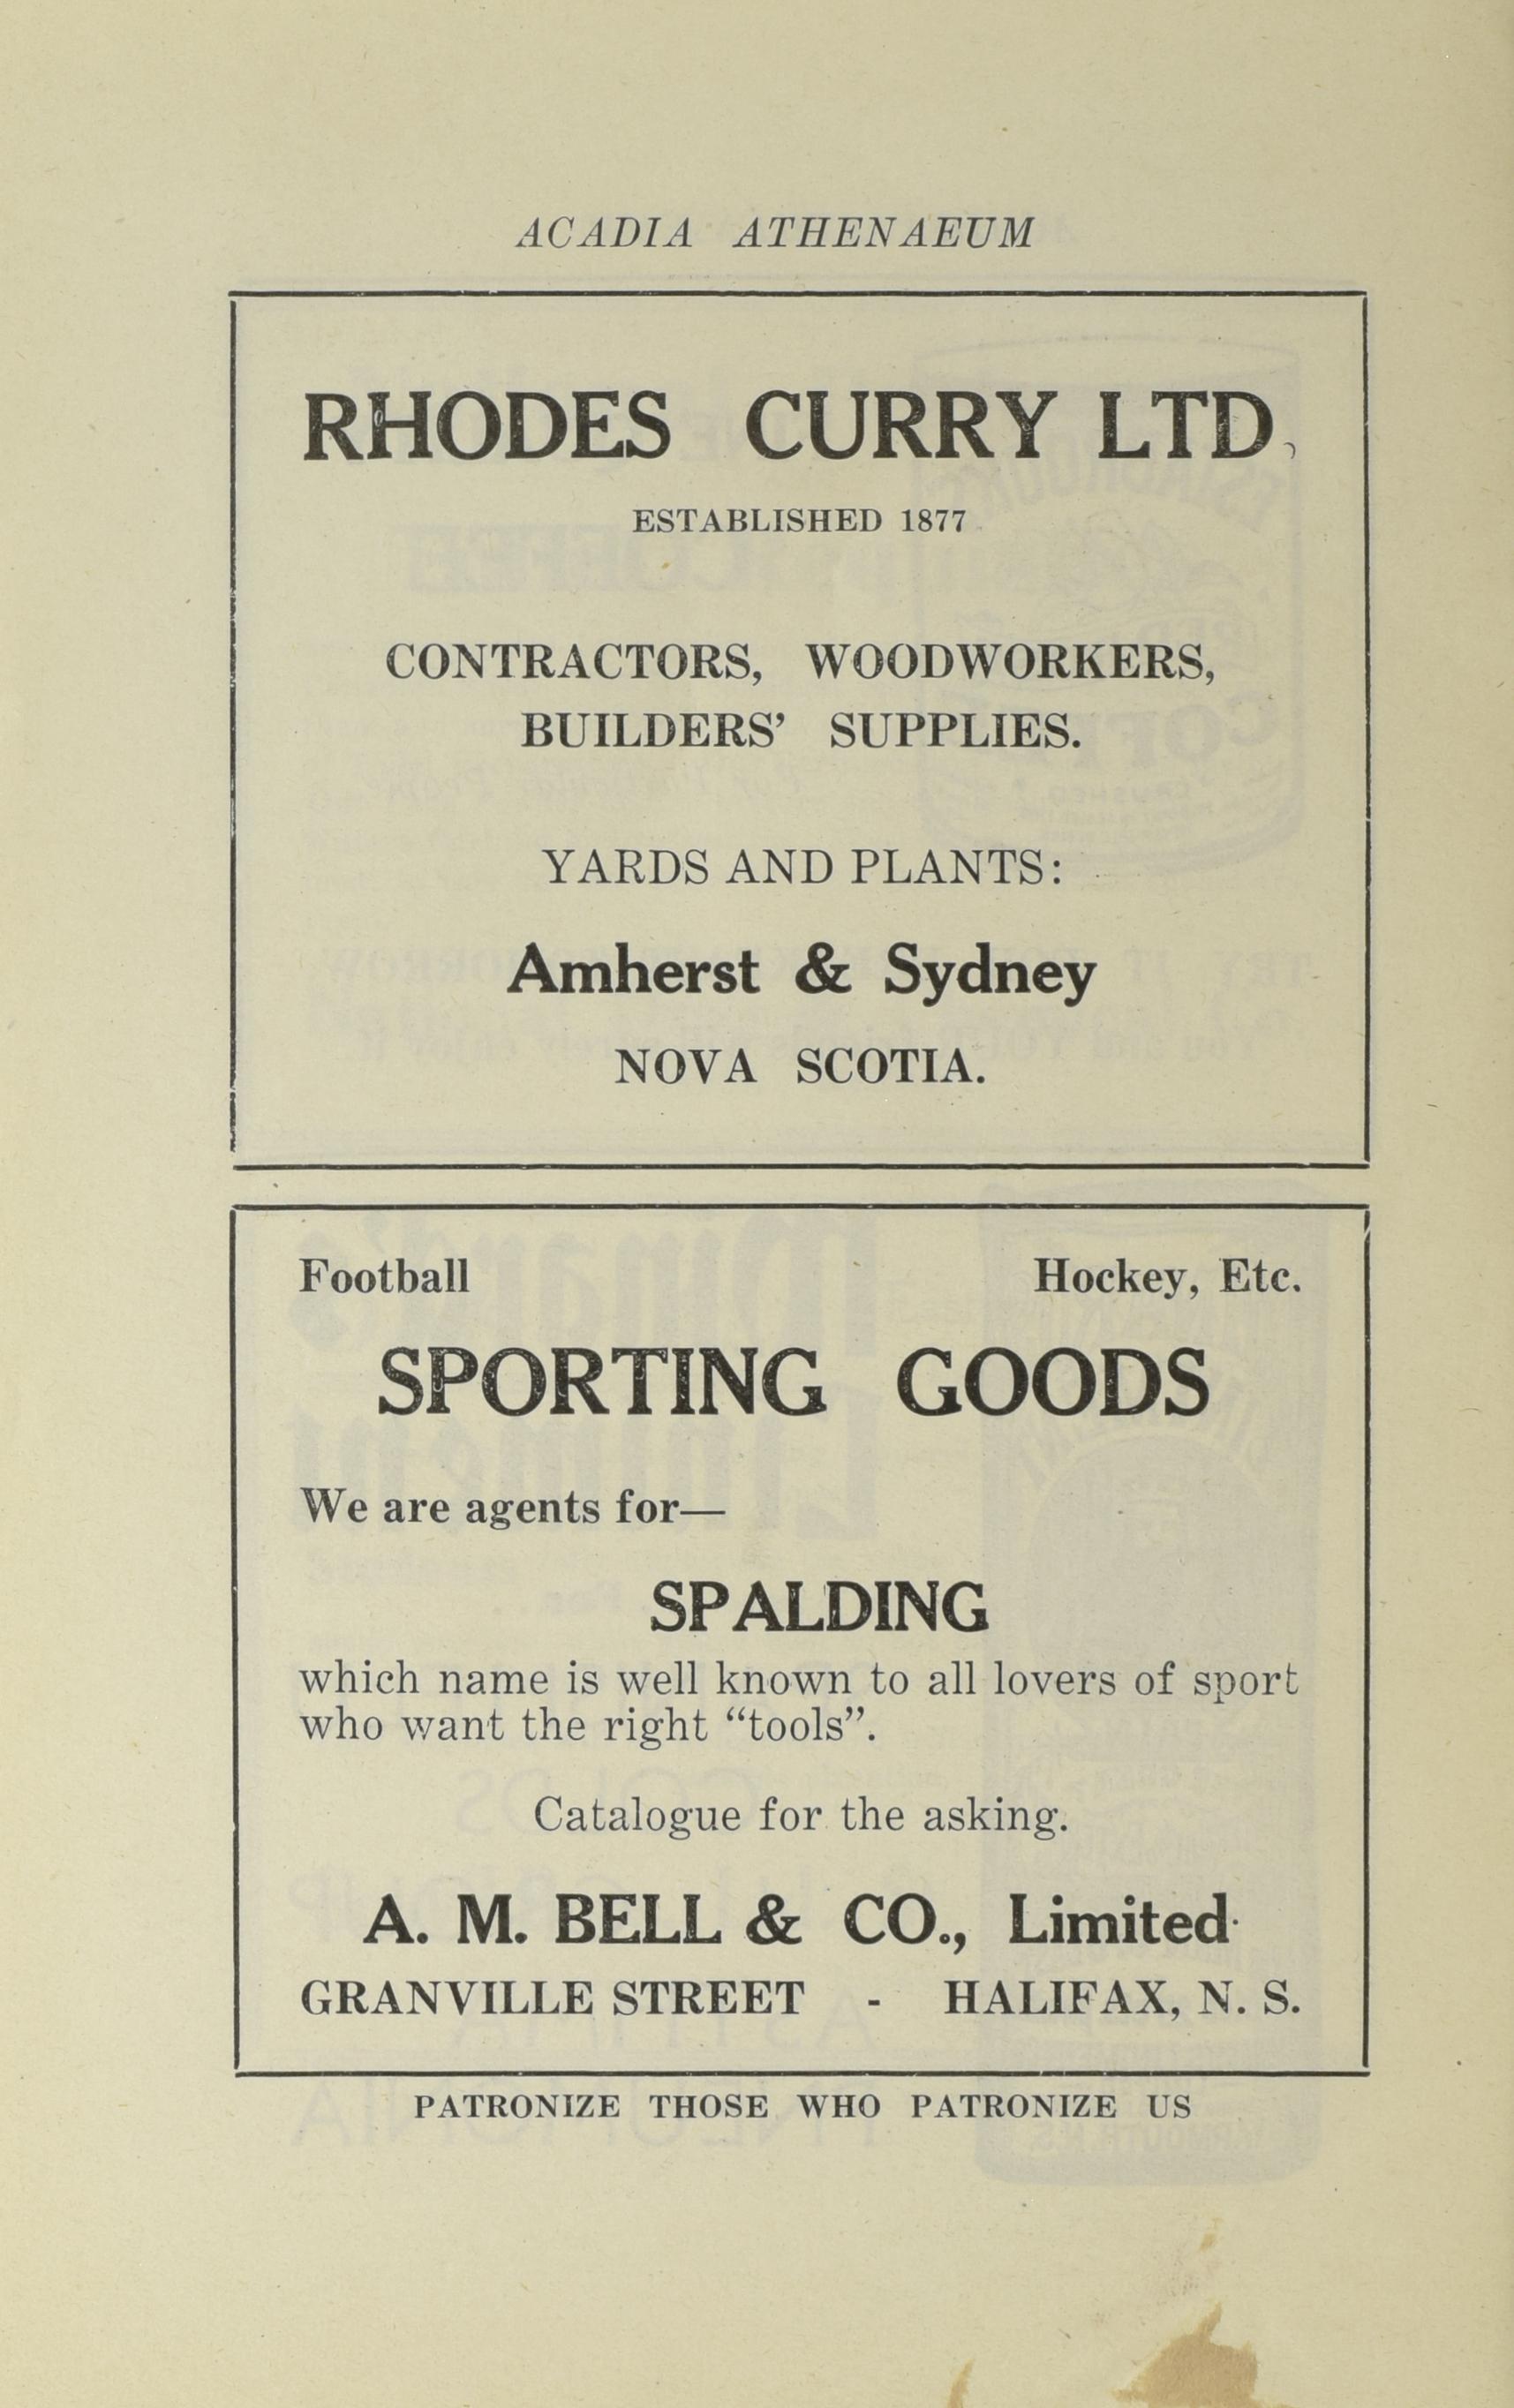 ACADIA ATHENAEUM
RHODES CURRY LTD.
ESTABLISHED 1877
CONTRACTORS, WOODWORKERS,
BUILDERS' SUPPLIES.
YARDS AND PLANTS:
Amherst & Sydney
NOVA SCOTIA.
Football Hockey, Etc.
SPORTING GOODS
We are agents for—
SPALDING
which name is well known to all lovers of sport
who want the right “tools”.
Catalogue for the asking.
A. M. BELL & CO., Limited
GRANVILLE STREET - HALIFAX, N. S.
PATRONIZE THOSE WHO PATRONIZE US